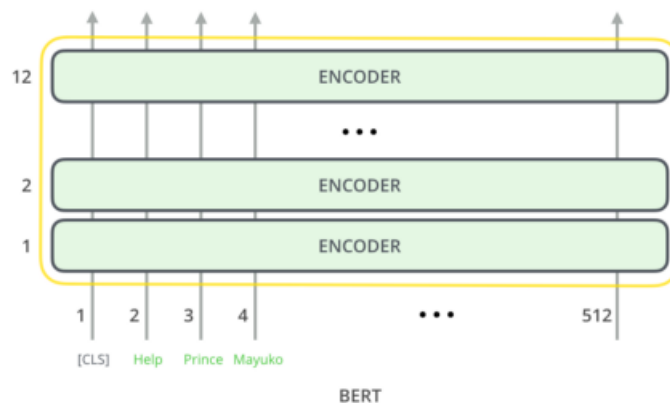 12 ENCODER
...
2 ENCODER
1 ENCODER
1 2 3 4 ... 512
[CLS] Help Prince Mayuko
BERT